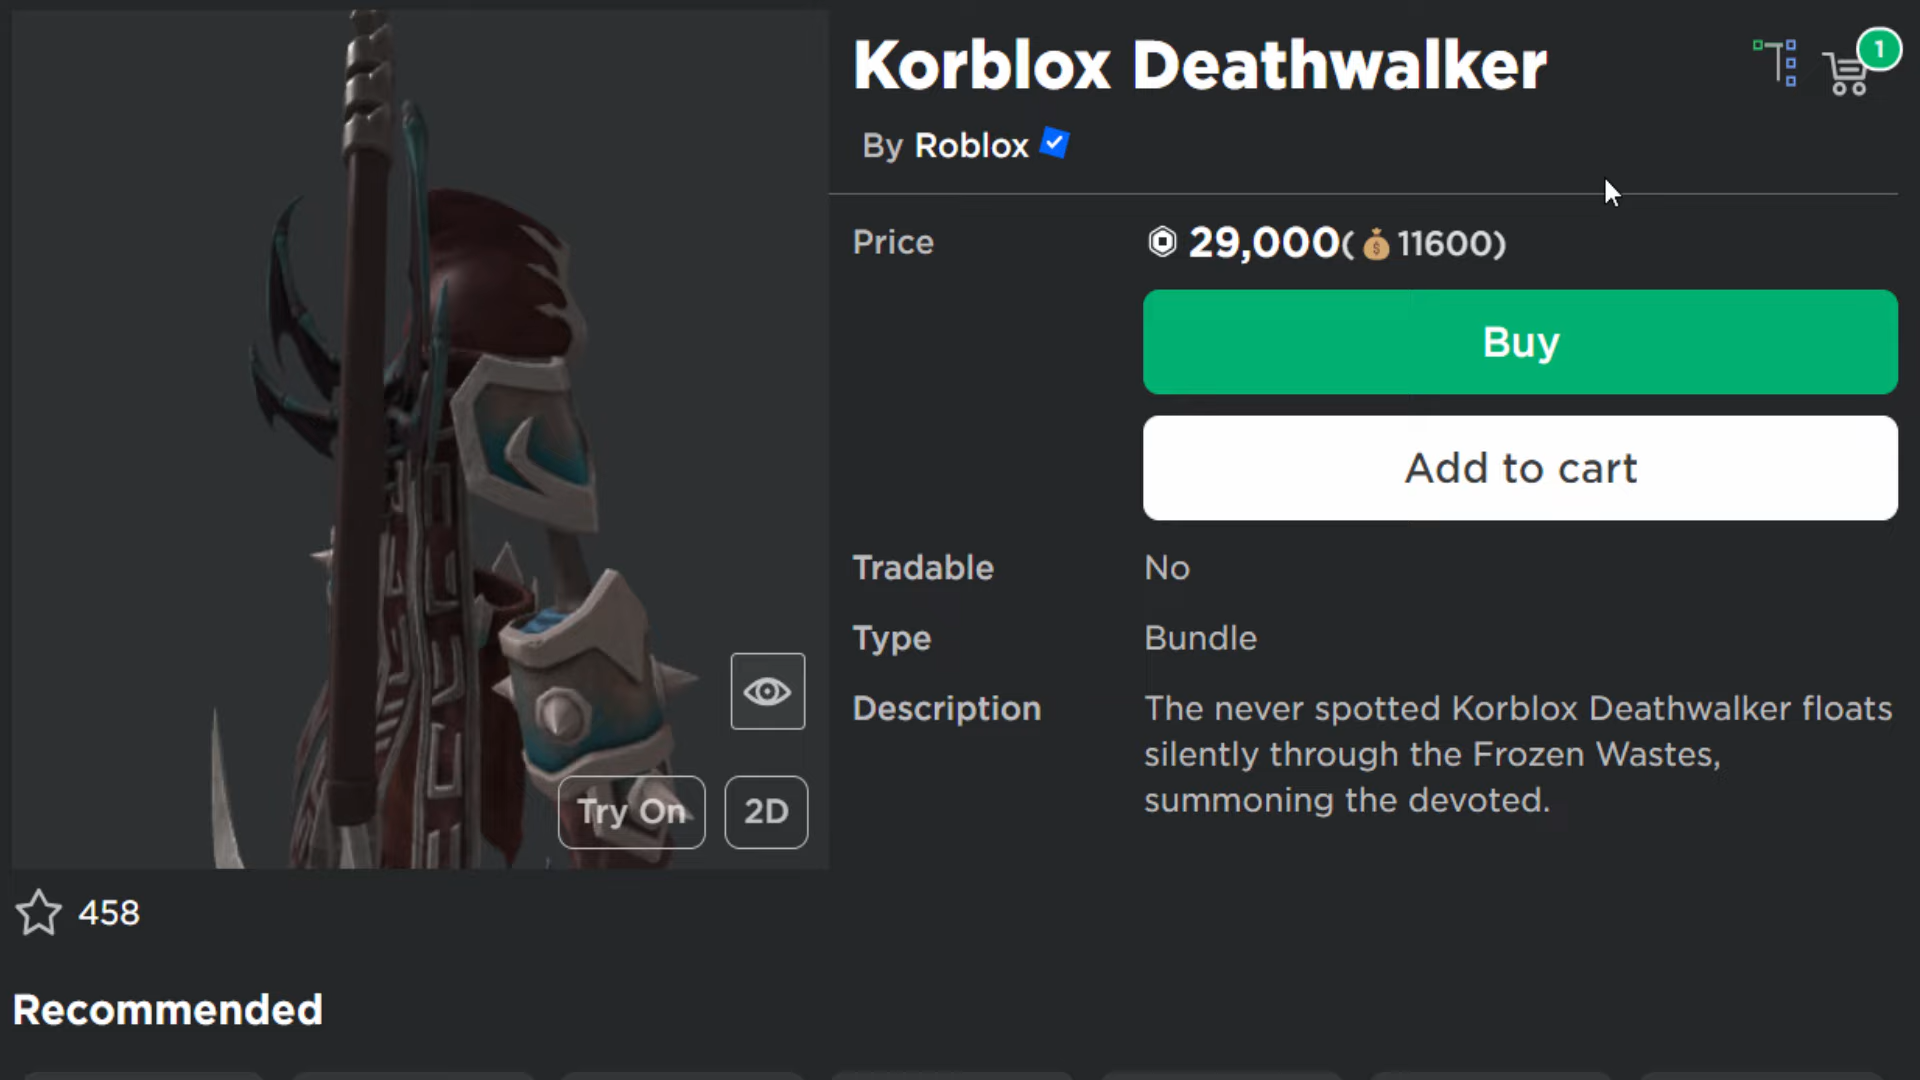 Korblox Deathwalker
1
By Roblox
Price
29,000( 11600)
Buy
Add to cart
Tradable
No
Type
Bundle
Description
The never spotted Korblox Deathwalker floats
silently through the Frozen Wastes,
summoning the devoted.
Try On
2D
458
Recommended